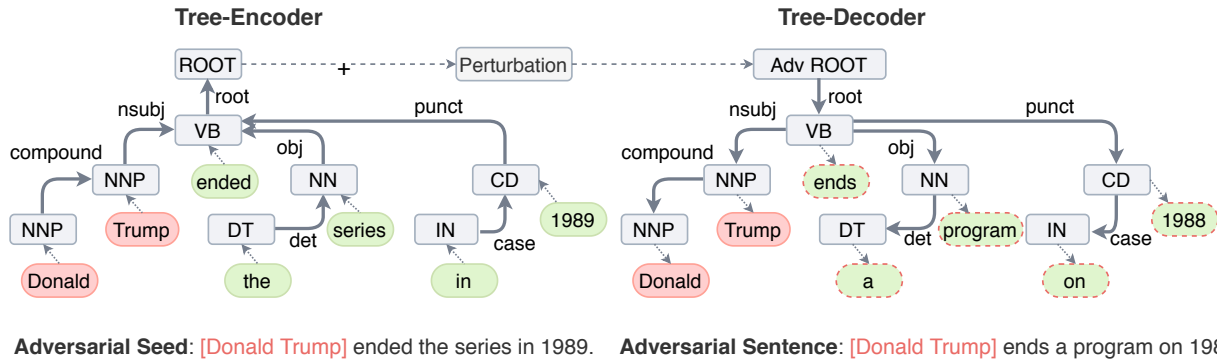 Tree-Encoder Tree-Decoder
ROOT + Perturbation Adv ROOT
root root
nsubj punct nsubj punct
VB VB
compound obj compound obj
NNP ended NN CD NNP ends NN CD
NNP Trump DT det series IN case 1989 NNP Trump DT det program IN case 1988
Donald the in Donald a on
Adversarial Seed: [Donald Trump] ended the series in 1989. Adversarial Sentence: [Donald Trump] ends a program on